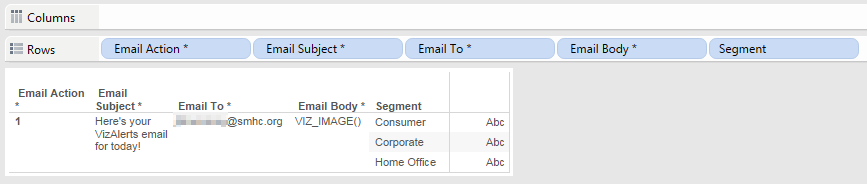 Columns
Rows Email Action * Email Subject * Email To * Email Body * Segment
Email Action * Email Subject * Email To * Email Body * Segment
1 Here's your VizAlerts email for today! @smhc.org VIZ_IMAGE() Consumer Abc
Corporate Abc
Home Office Abc